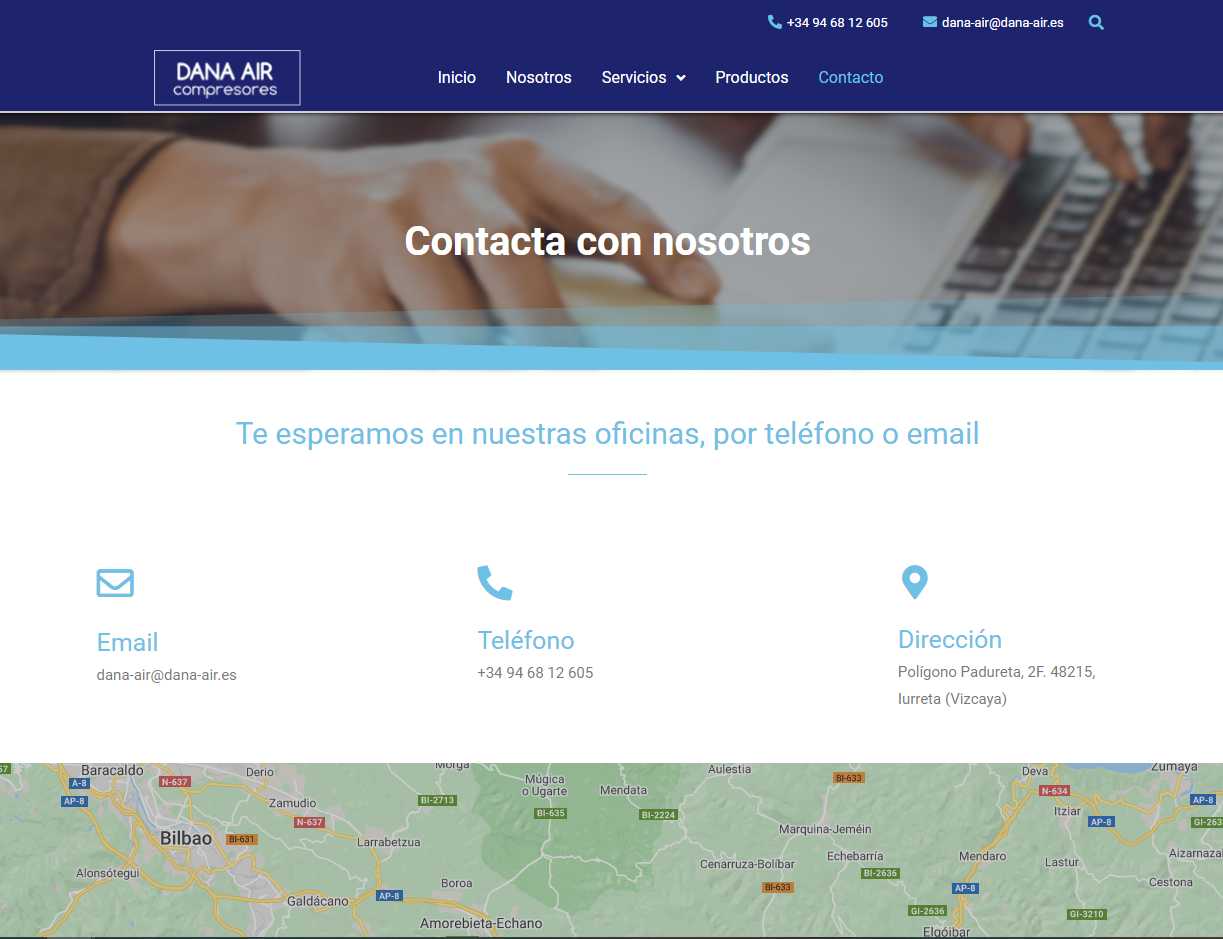 +34 94 68 12 605
dana-air@dana-air.es
DANA AIR
compresores
Inicio
Nosotros
Servicios
Productos
Contacto
Contacta con nosotros
Te esperamos en nuestras oficinas, por teléfono o email
Email
dana-air@dana-air.es
Teléfono
+34 94 68 12 605
Dirección
Polígono Padureta, 2F. 48215,
Iurreta (Vizcaya)
Baracaldo
Derio
Morga
Múgica
o Ugarte
Aulestia
BI-633
Deva
Zumaya
A-8
N-637
Mendata
N-634
AP-8
Zamudio
BI-2713
BI-635
BI-2224
Itziar
AP-8
N-637
AP-8
GI-263
Bilbao
BI-631
Larrabetzua
Marquina-Jeméin
Echebarría
Mendaro
Lastur
Aizarnazal
Alonsótegui
Boroa
Cenarruza-Bolíbar
BI-2636
Cestona
Galdácano
AP-8
BI-633
AP-8
Amorebieta-Echano
GI-2636
GI-3210
Elgóibar